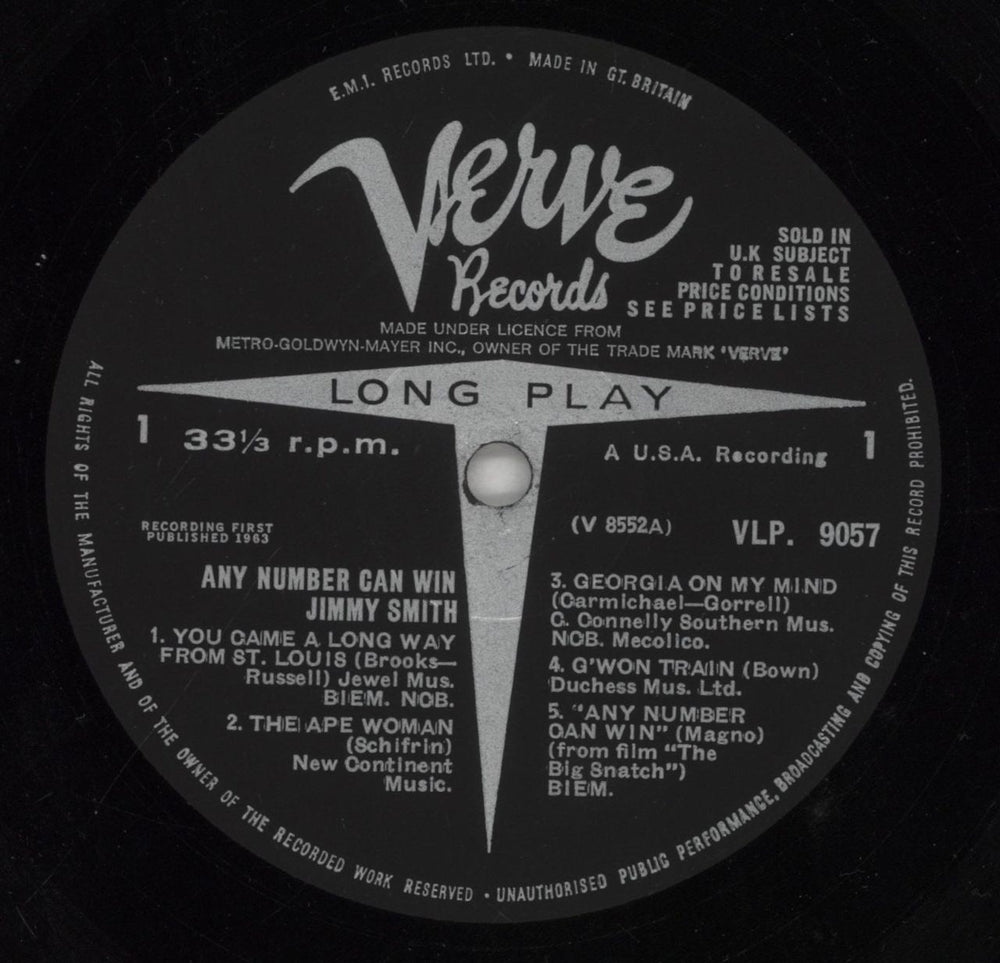 E.M.I. RECORDS LTD. • MADE IN GT. BRITAIN
Verve
Records
SOLD IN
U.K SUBJECT
TO RESALE
PRICE CONDITIONS
SEE PRICE LISTS
MADE UNDER LICENCE FROM
METRO-GOLDWYN-MAYER INC., OWNER OF THE TRADE MARK 'VERVE'
LONG PLAY
1
33⅓ r.p.m.
A U.S.A. Recording
1
RECORDING FIRST
PUBLISHED 1963
(V 8552A)
VLP. 9057
ANY NUMBER CAN WIN
JIMMY SMITH
1. YOU CAME A LONG WAY
FROM ST. LOUIS (Brooks—
Russell) Jewel Mus.
BIEM. NCB.
2. THE APE WOMAN
(Schifrin)
New Continent
Music.
3. GEORGIA ON MY MIND
(Carmichael—Gorrell)
C. Connelly Southern Mus.
NCB. Mecolico.
4. G'WON TRAIN (Bown)
Duchess Mus. Ltd.
5. "ANY NUMBER
CAN WIN" (Magno)
(from film "The
Big Snatch")
BIEM.
ALL RIGHTS OF THE MANUFACTURER AND OF THE OWNER OF THE RECORDED WORK RESERVED • UNAUTHORISED PUBLIC PERFORMANCE, BROADCASTING AND COPYING OF THIS RECORD PROHIBITED.